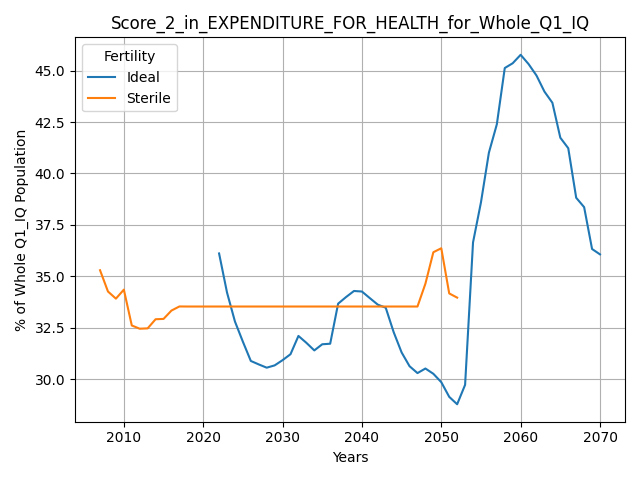 Score_2_in_EXPENDITURE_FOR_HEALTH_for_Whole_Q1_IQ
Fertility
Ideal
Sterile
45.0
42.5
40.0
37.5
35.0
32.5
30.0
% of Whole Q1_IQ Population
2010 2020 2030 2040 2050 2060 2070
Years